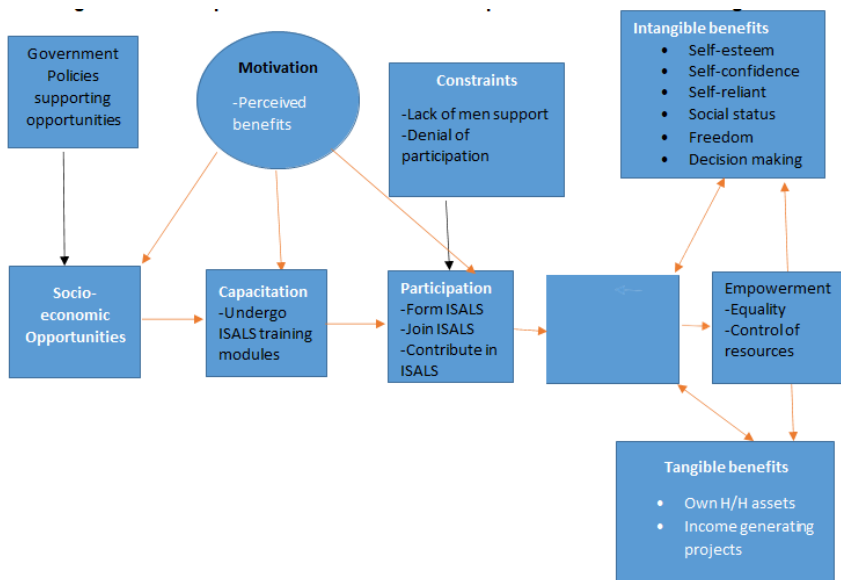 Government
Policies
supporting
opportunities
Motivation
-Perceived
benefits
Constraints
-Lack of men support
-Denial of
participation
Intangible benefits
• Self-esteem
• Self-confidence
• Self-reliant
• Social status
• Freedom
• Decision making
Socio-
economic
Opportunities
Capacitation
-Undergo
ISALS training
modules
Participation
-Form ISALS
-Join ISALS
-Contribute in
ISALS
Empowerment
-Equality
-Control of
resources
Tangible benefits
• Own H/H assets
• Income generating
projects